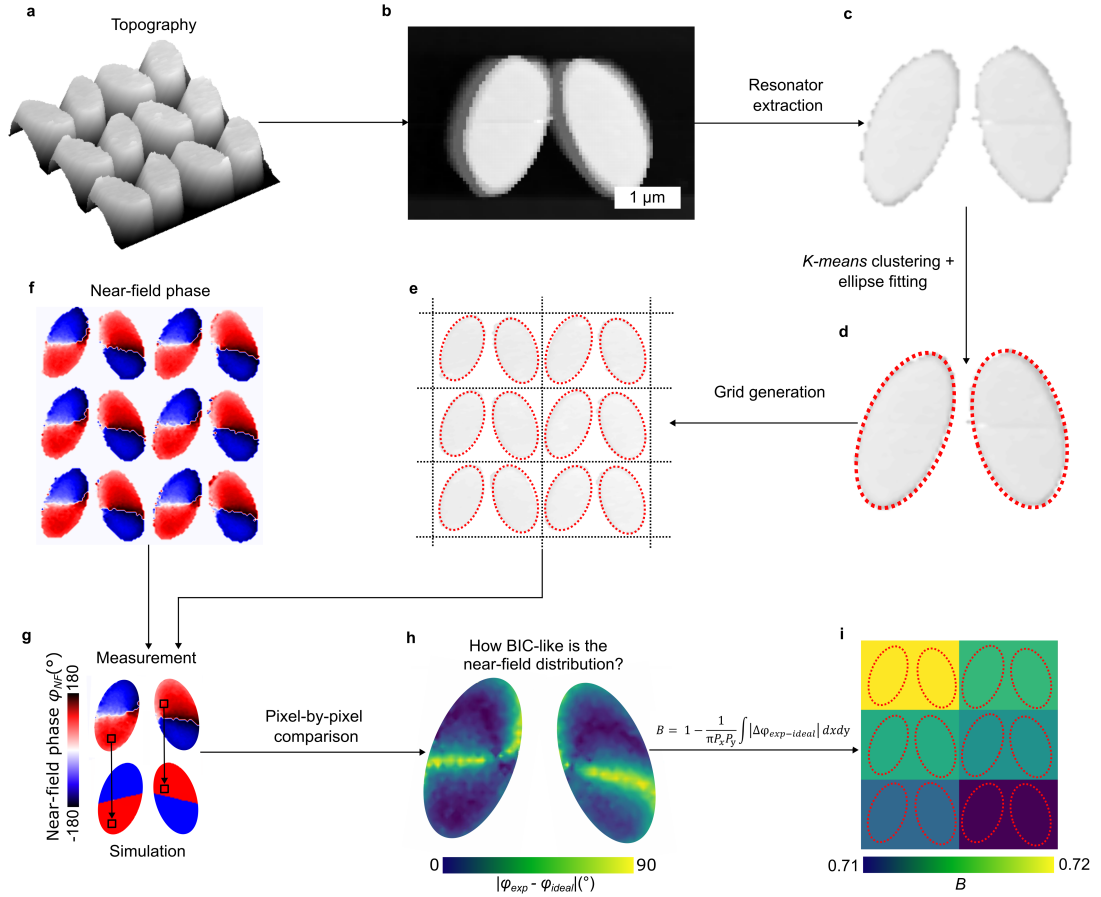 a
Topography
b
1 μm
Resonator
extraction
c
K-means clustering +
ellipse fitting
d
Grid generation
e
f
Near-field phase
g
Measurement
Near-field phase φNF(°)
-180
180
Simulation
Pixel-by-pixel
comparison
h
How BIC-like is the
near-field distribution?
0
90
|φexp - φideal|(°)
B = 1 − 1/πPxPy ∫|Δφexp−ideal| dxdy
i
0.71
0.72
B